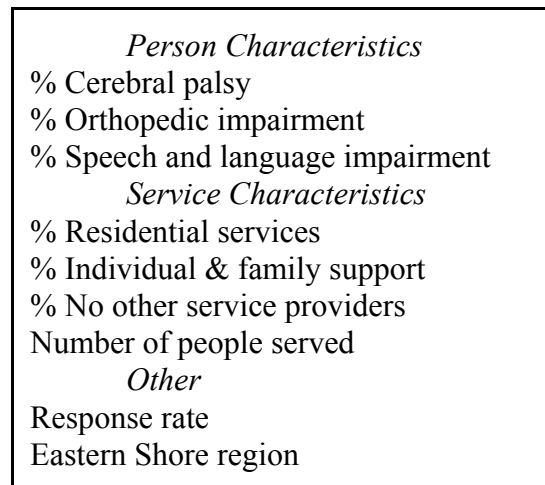 Person Characteristics
% Cerebral palsy
% Orthopedic impairment
% Speech and language impairment
Service Characteristics
% Residential services
% Individual & family support
% No other service providers
Number of people served
Other
Response rate
Eastern Shore region